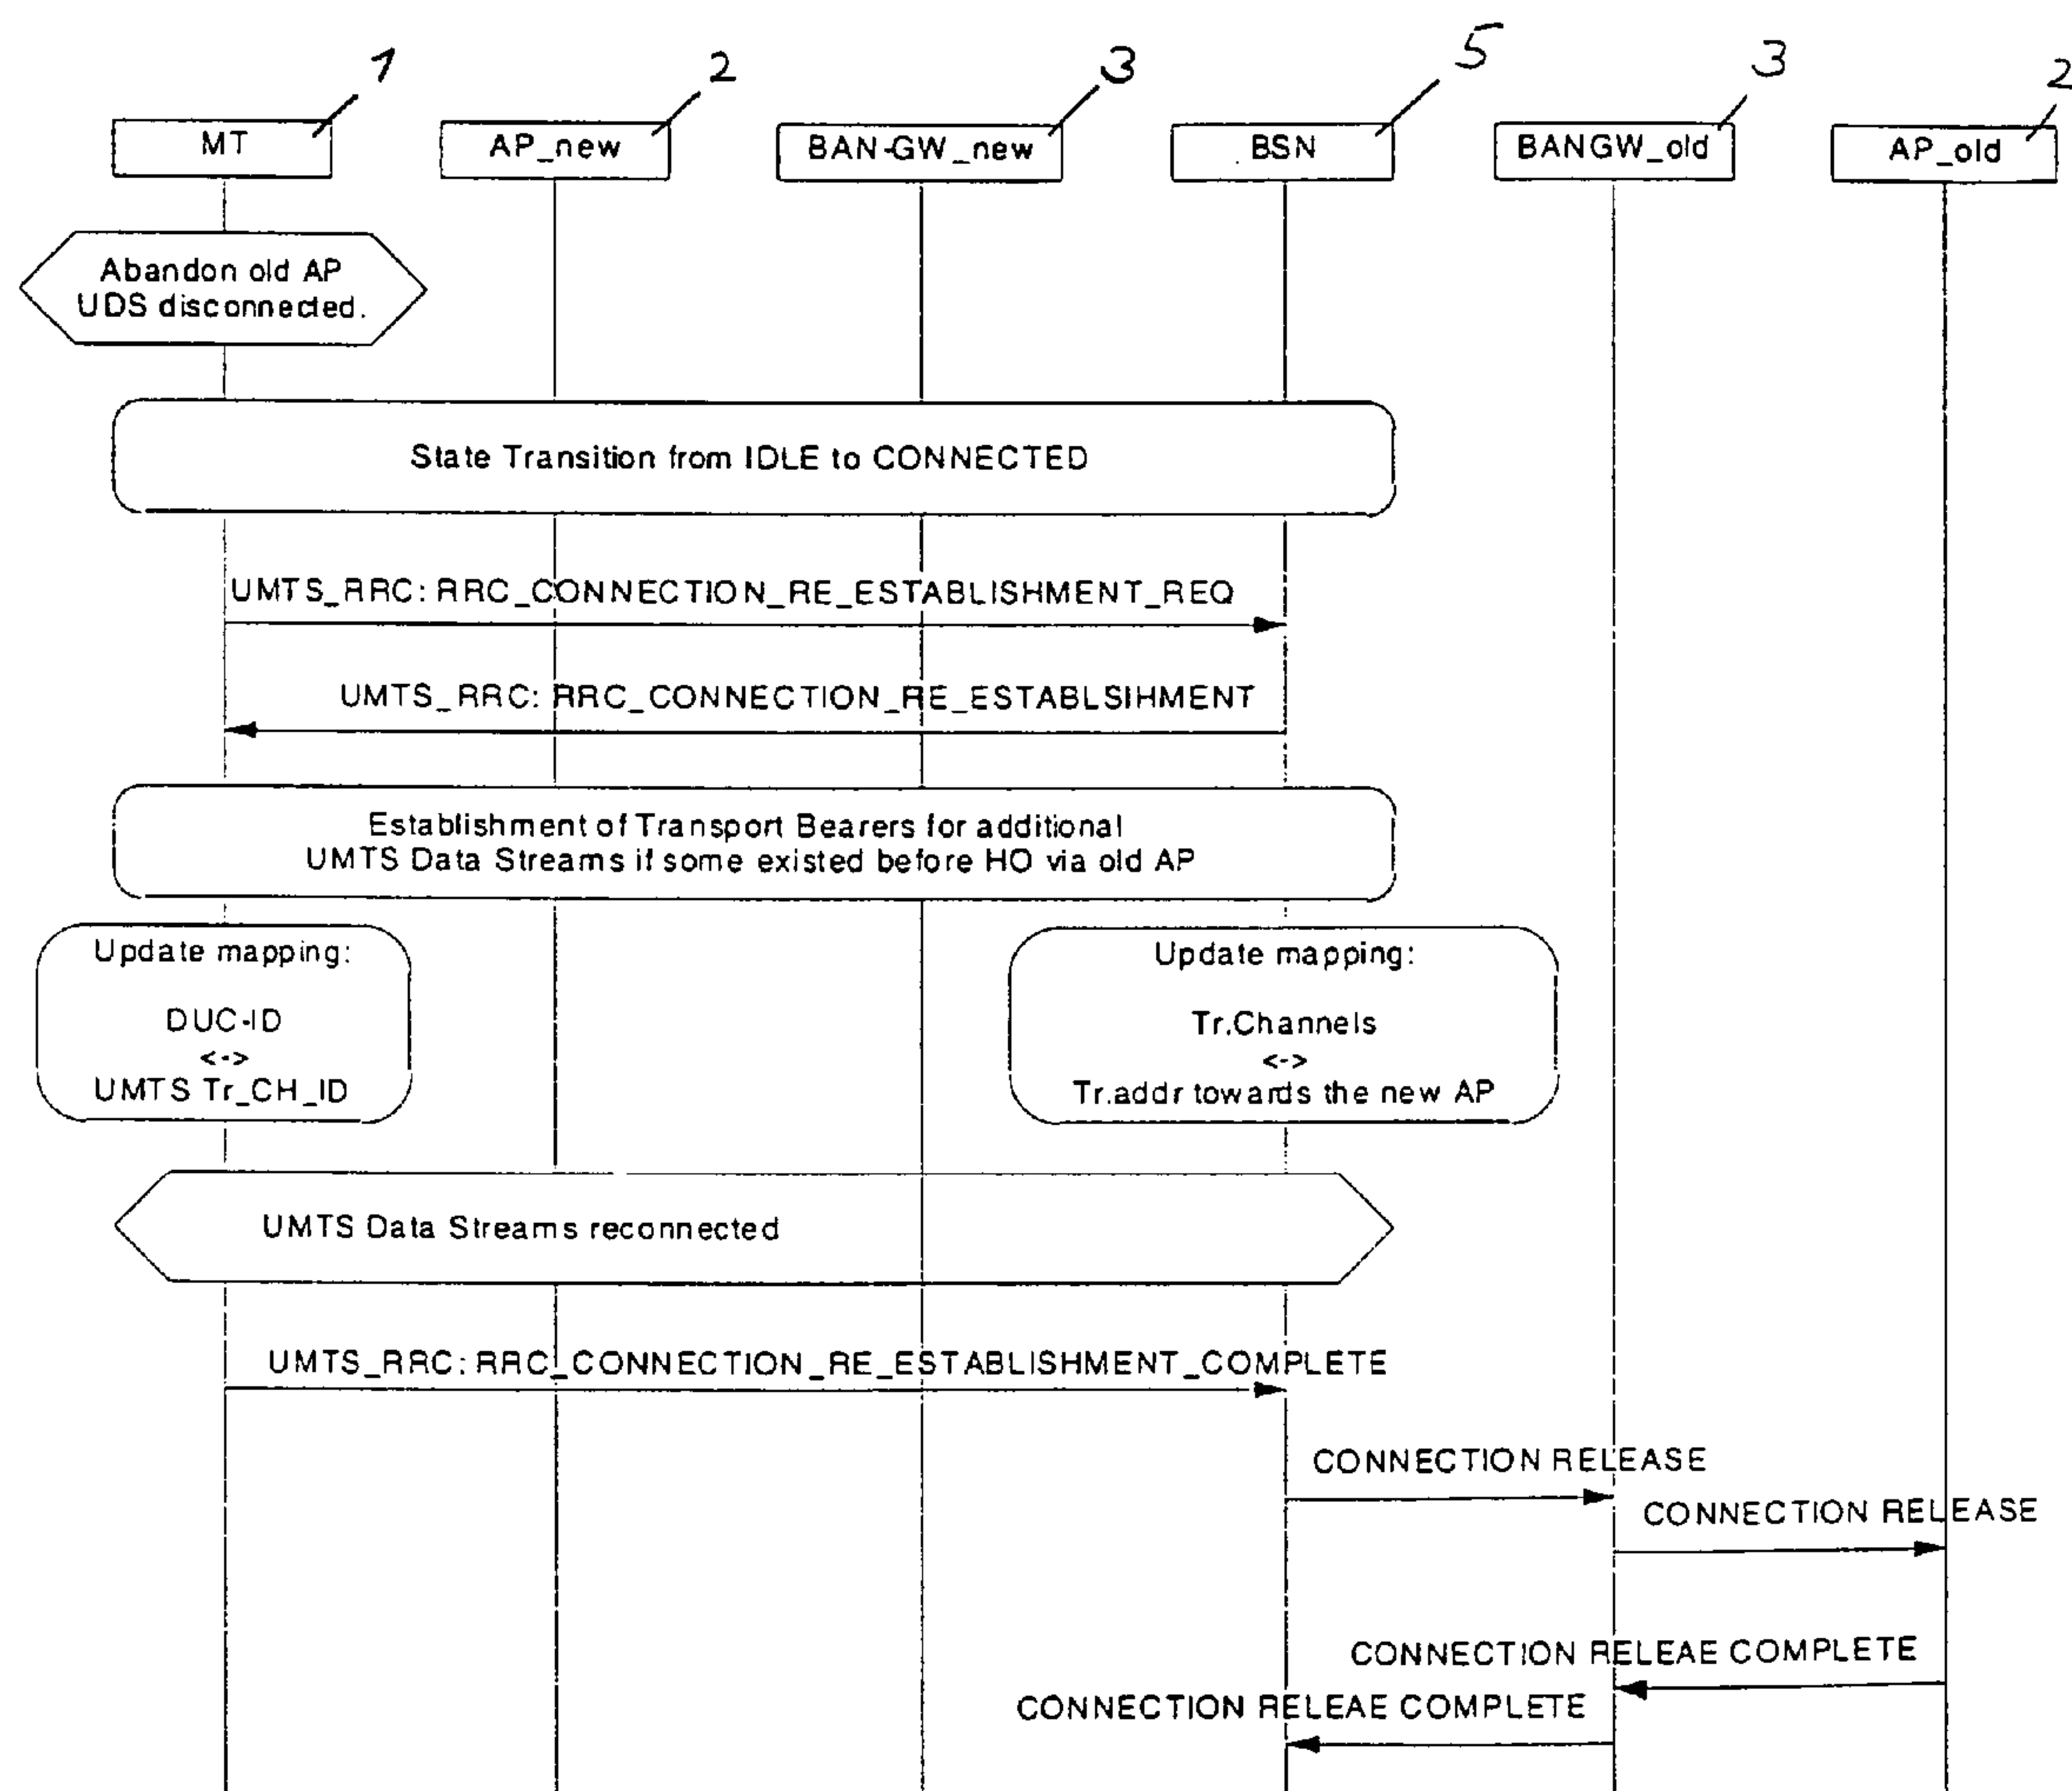 1 2 3 5 3 2
MT AP_new BAN-GW_new BSN BANGW_old AP_old
Abandon old AP
UDS disconnected.
State Transition from IDLE to CONNECTED
UMTS_RRC: RRC_CONNECTION_RE_ESTABLISHMENT_REQ
UMTS_RRC: RRC_CONNECTION_RE_ESTABLSIHMENT
Establishment of Transport Bearers for additional
UMTS Data Streams if some existed before HO via old AP
Update mapping:
DUC-ID
<->
UMTS Tr_CH_ID
Update mapping:
Tr.Channels
<->
Tr.addr towards the new AP
UMTS Data Streams reconnected
UMTS_RRC: RRC_CONNECTION_RE_ESTABLISHMENT_COMPLETE
CONNECTION RELEASE
CONNECTION RELEASE
CONNECTION RELEAE COMPLETE
CONNECTION RELEAE COMPLETE